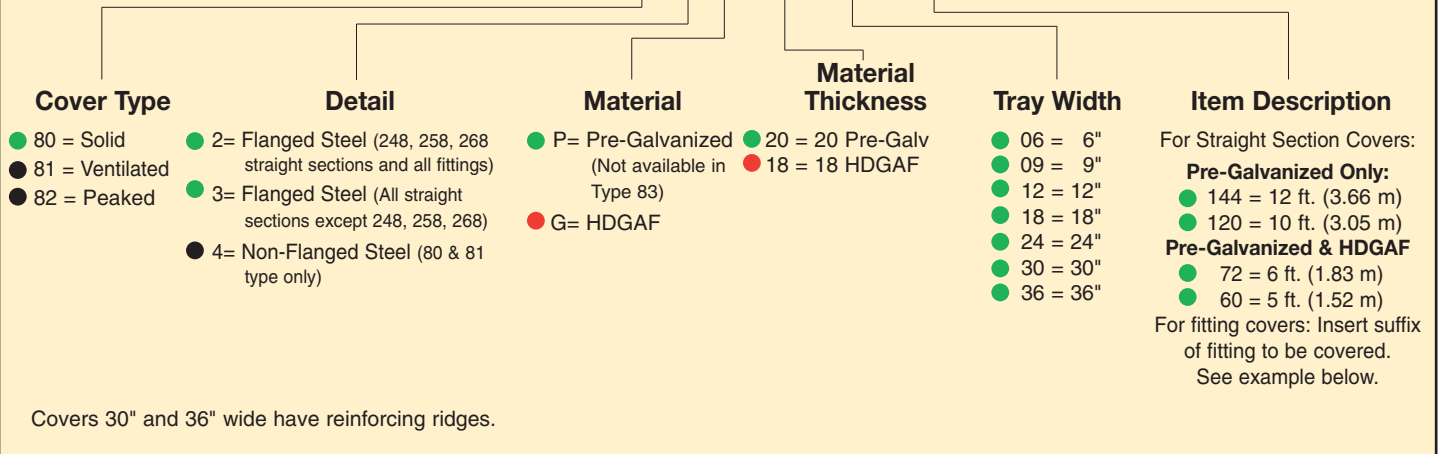 Cover Type
80 = Solid
81 = Ventilated
82 = Peaked
Detail
2= Flanged Steel (248, 258, 268
straight sections and all fittings)
3= Flanged Steel (All straight
sections except 248, 258, 268)
4= Non-Flanged Steel (80 & 81
type only)
Material
P= Pre-Galvanized
(Not available in
Type 83)
G= HDGAF
Material
Thickness
20 = 20 Pre-Galv
18 = 18 HDGAF
Tray Width
06 = 6"
09 = 9"
12 = 12"
18 = 18"
24 = 24"
30 = 30"
36 = 36"
Item Description
For Straight Section Covers:
Pre-Galvanized Only:
144 = 12 ft. (3.66 m)
120 = 10 ft. (3.05 m)
Pre-Galvanized & HDGAF
72 = 6 ft. (1.83 m)
60 = 5 ft. (1.52 m)
For fitting covers: Insert suffix
of fitting to be covered.
See example below.
Covers 30" and 36" wide have reinforcing ridges.